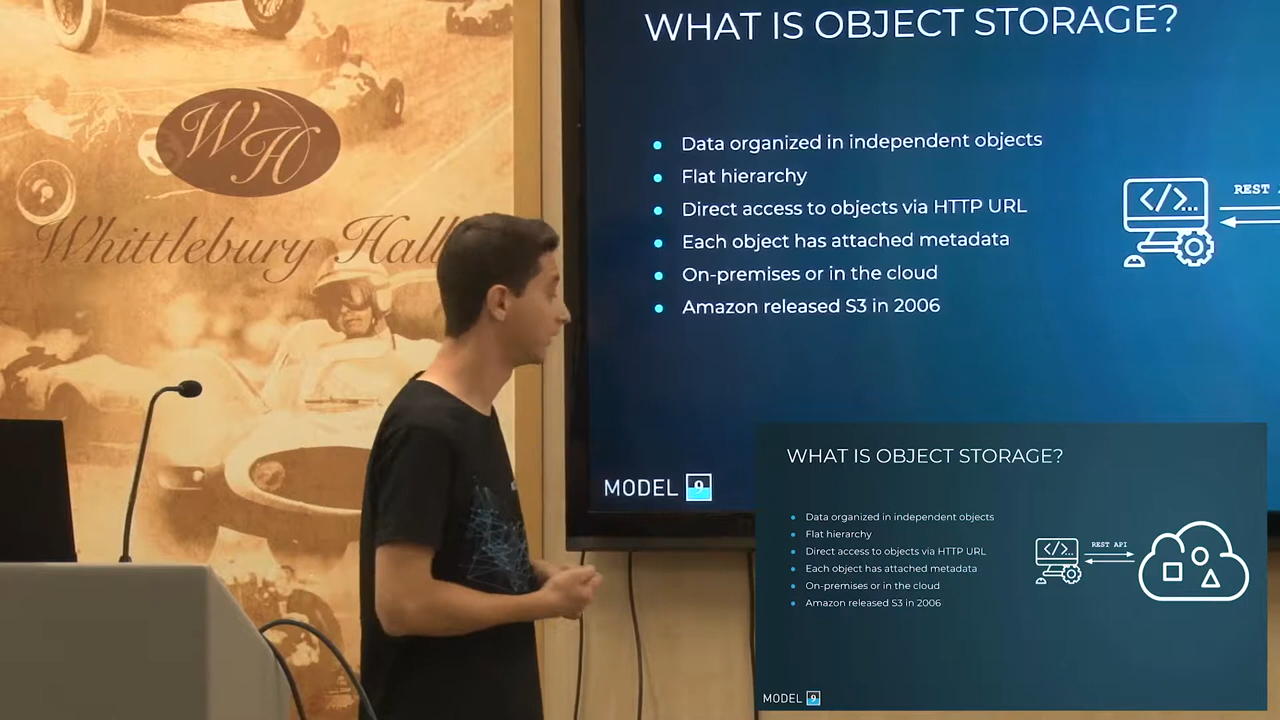 WH
Whittlebury Hall
WHAT IS OBJECT STORAGE?
Data organized in independent objects
Flat hierarchy
Direct access to objects via HTTP URL
Each object has attached metadata
On-premises or in the cloud
Amazon released S3 in 2006
</>...
REST
MODEL 9
WHAT IS OBJECT STORAGE?
Data organized in independent objects
Flat hierarchy
Direct access to objects via HTTP URL
Each object has attached metadata
On-premises or in the cloud
Amazon released S3 in 2006
</>...
REST API
MODEL 9